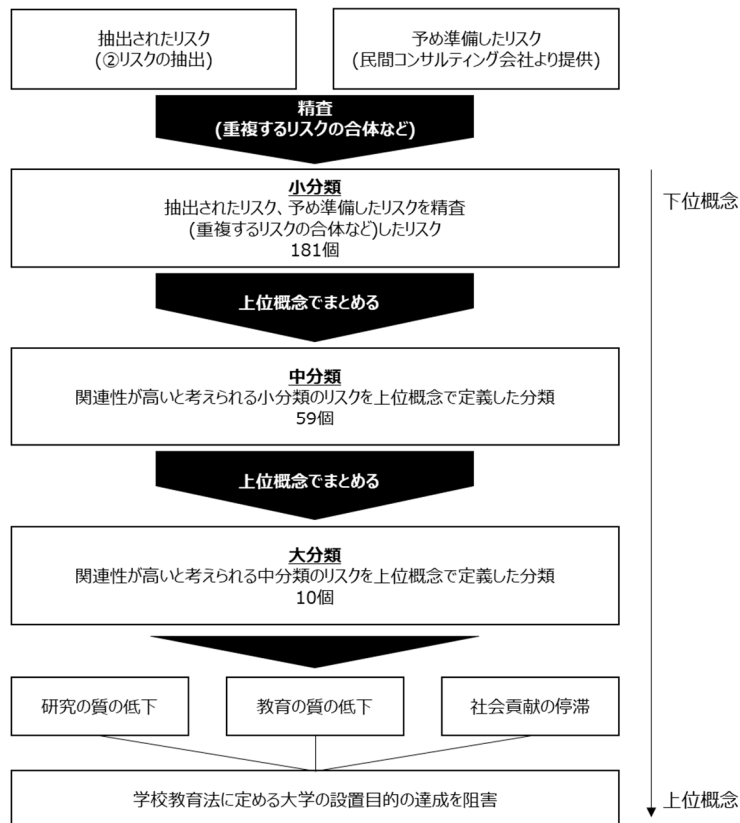 抽出されたリスク
(②リスクの抽出)
予め準備したリスク
(民間コンサルティング会社より提供)
精査
(重複するリスクの合体など)
小分類
抽出されたリスク、予め準備したリスクを精査
(重複するリスクの合体など)したリスク
181個
下位概念
上位概念でまとめる
中分類
関連性が高いと考えられる小分類のリスクを上位概念で定義した分類
59個
上位概念でまとめる
大分類
関連性が高いと考えられる中分類のリスクを上位概念で定義した分類
10個
研究の質の低下
教育の質の低下
社会貢献の停滞
学校教育法に定める大学の設置目的の達成を阻害
上位概念